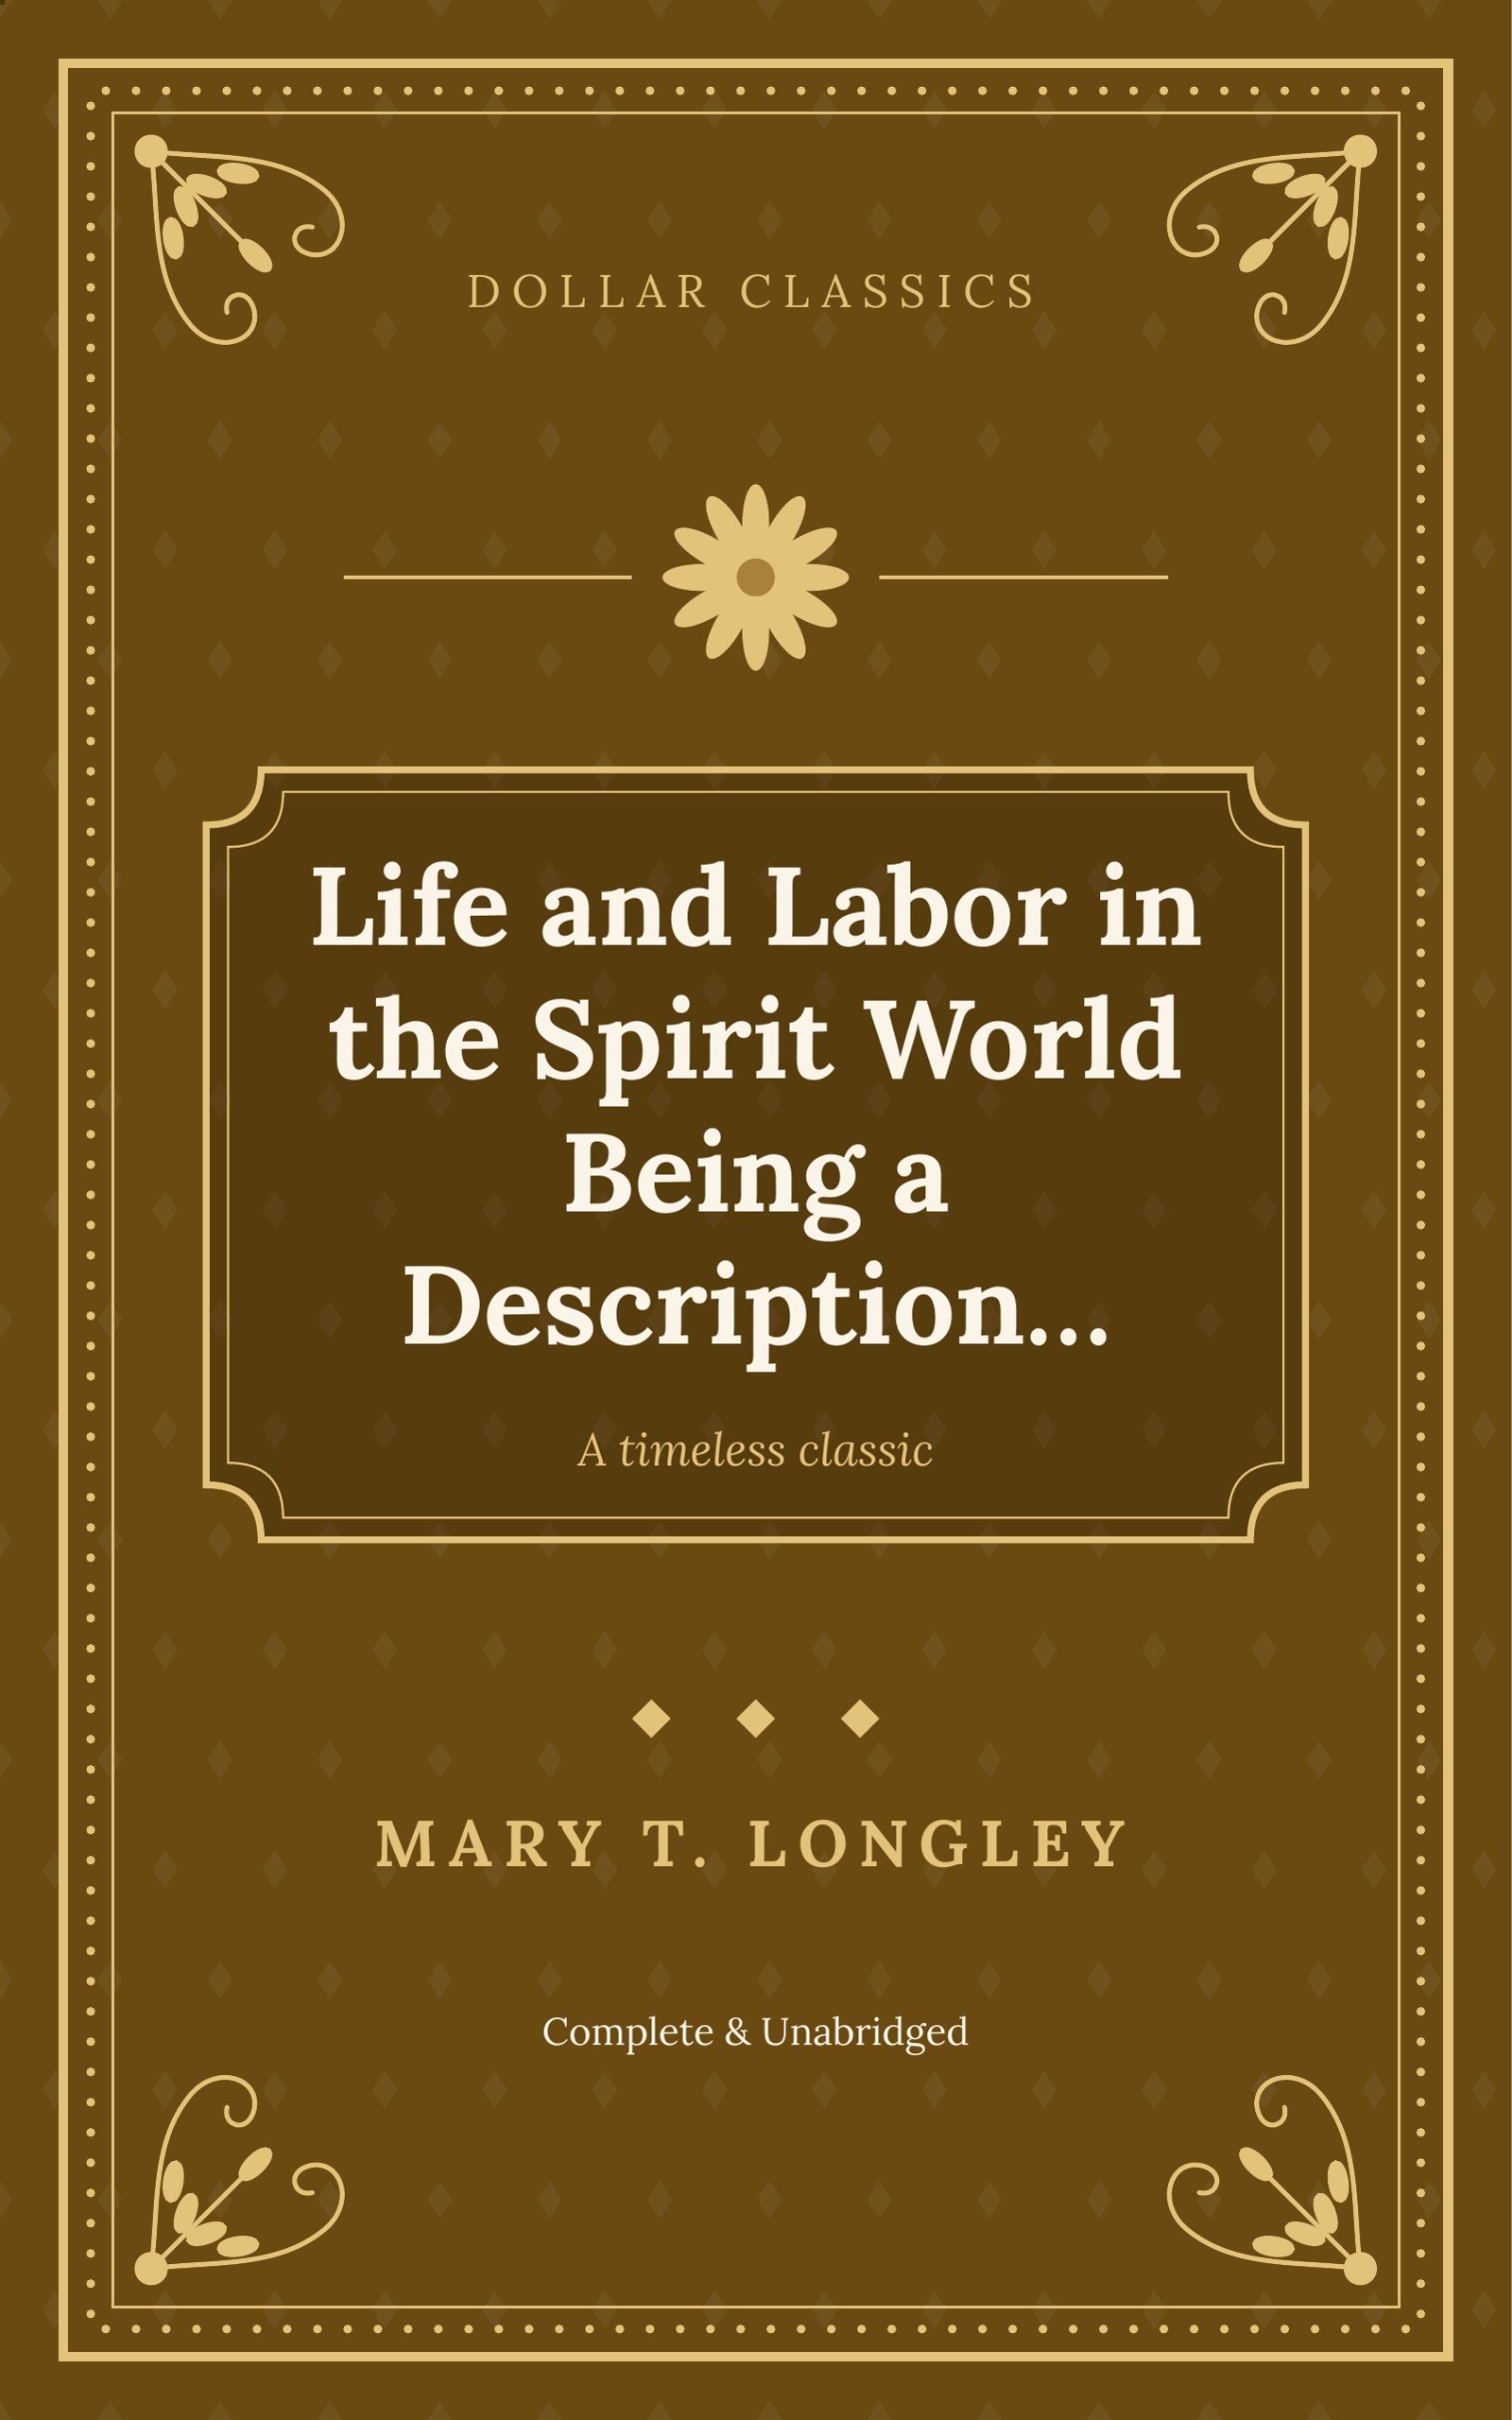 DOLLAR CLASSICS
Life and Labor in
the Spirit World
Being a
Description...
A timeless classic
MARY T. LONGLEY
Complete & Unabridged